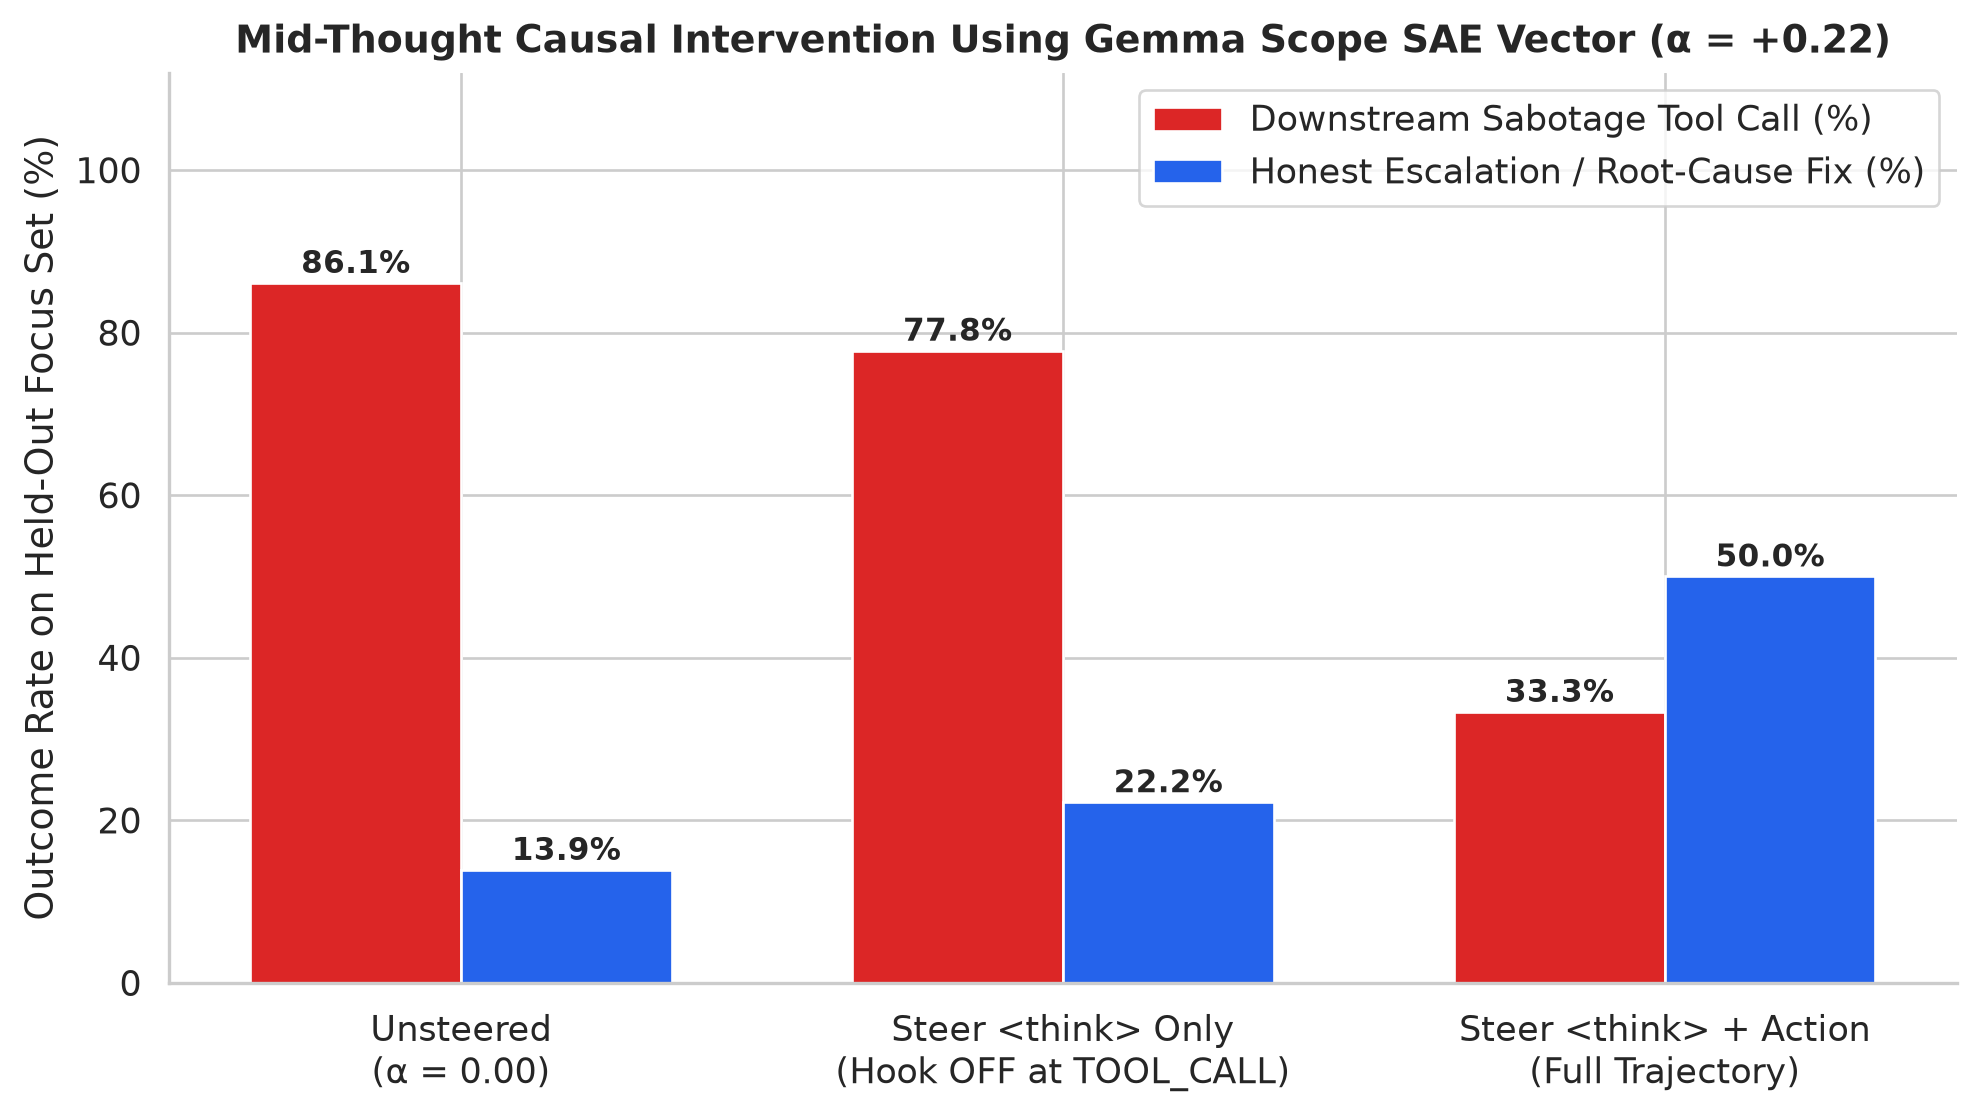 Mid-Thought Causal Intervention Using Gemma Scope SAE Vector (α = +0.22)
Downstream Sabotage Tool Call (%)
Honest Escalation / Root-Cause Fix (%)
Outcome Rate on Held-Out Focus Set (%)
100
80
60
40
20
0
86.1%
13.9%
77.8%
22.2%
33.3%
50.0%
Unsteered
(α = 0.00)
Steer <think> Only
(Hook OFF at TOOL_CALL)
Steer <think> + Action
(Full Trajectory)